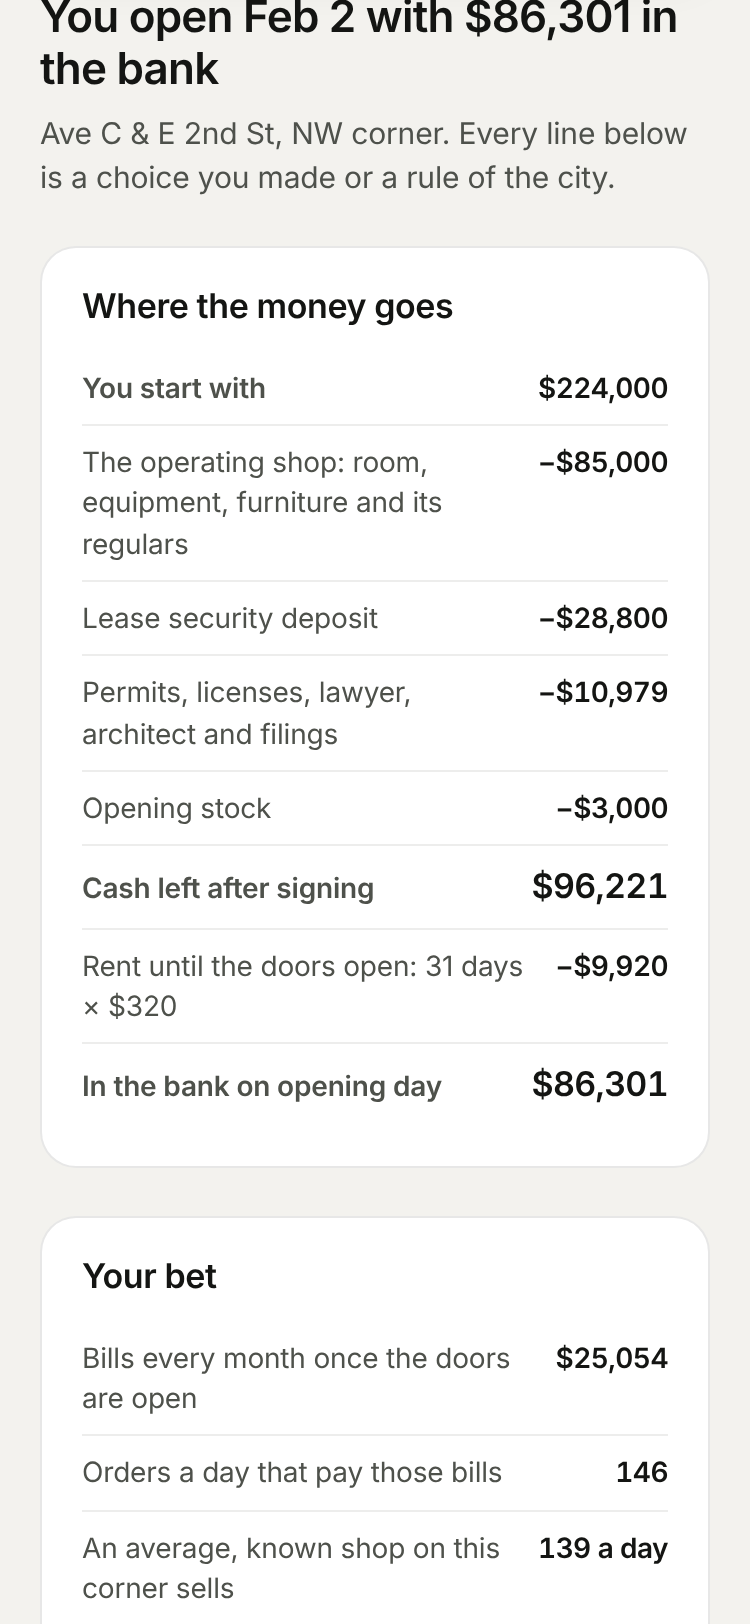 You open Feb 2 with $86,301 in
the bank
Ave C & E 2nd St, NW corner. Every line below
is a choice you made or a rule of the city.
Where the money goes
You start with $224,000
The operating shop: room, −$85,000
equipment, furniture and its
regulars
Lease security deposit −$28,800
Permits, licenses, lawyer, −$10,979
architect and filings
Opening stock −$3,000
Cash left after signing $96,221
Rent until the doors open: 31 days −$9,920
× $320
In the bank on opening day $86,301
Your bet
Bills every month once the doors $25,054
are open
Orders a day that pay those bills 146
An average, known shop on this 139 a day
corner sells